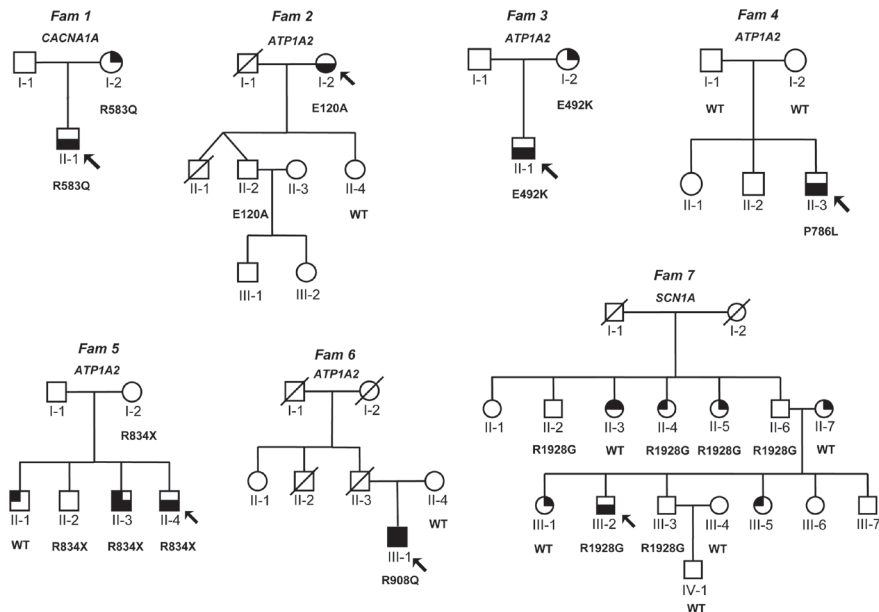 Fam 1
CACNA1A
I-1
I-2
R583Q
II-1
R583Q
Fam 2
ATP1A2
I-1
I-2
E120A
II-1
II-2
II-3
II-4
E120A
WT
III-1
III-2
Fam 3
ATP1A2
I-1
I-2
E492K
II-1
E492K
Fam 4
ATP1A2
I-1
I-2
WT
WT
II-1
II-2
II-3
P786L
Fam 5
ATP1A2
I-1
I-2
R834X
II-1
II-2
II-3
II-4
WT
R834X
R834X
R834X
Fam 6
ATP1A2
I-1
I-2
II-1
II-2
II-3
II-4
WT
III-1
R908Q
Fam 7
SCN1A
I-1
I-2
II-1
II-2
II-3
II-4
II-5
II-6
II-7
R1928G
WT
R1928G
R1928G
R1928G
WT
III-1
III-2
III-3
III-4
III-5
III-6
III-7
WT
R1928G
R1928G
WT
IV-1
WT